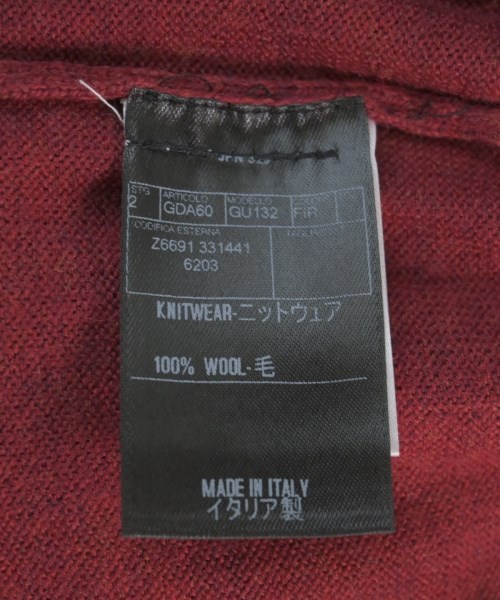 STG ARTICOLO MODELLO COLORE
2 GDA60 GU132 FIR
CODIFICA ESTERNA
Z6691 331441
6203
KNITWEAR-ニットウェア
100% WOOL-毛
MADE IN ITALY
イタリア製